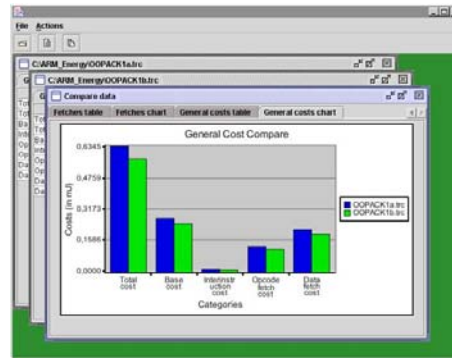 File Actions
C:\ARM_Energy\OOPACK1a.trc
C:\ARM_Energy\OOPACK1b.trc
Compare data
Fetches table Fetches chart General costs table General costs chart
General Cost Compare
Costs (in mJ)
0,6345
0,4759
0,3173
0,1586
0,0000
OOPACK1a.trc
OOPACK1b.trc
Total cost
Base cost
Interinstruction cost
Opcode fetch cost
Data fetch cost
Categories